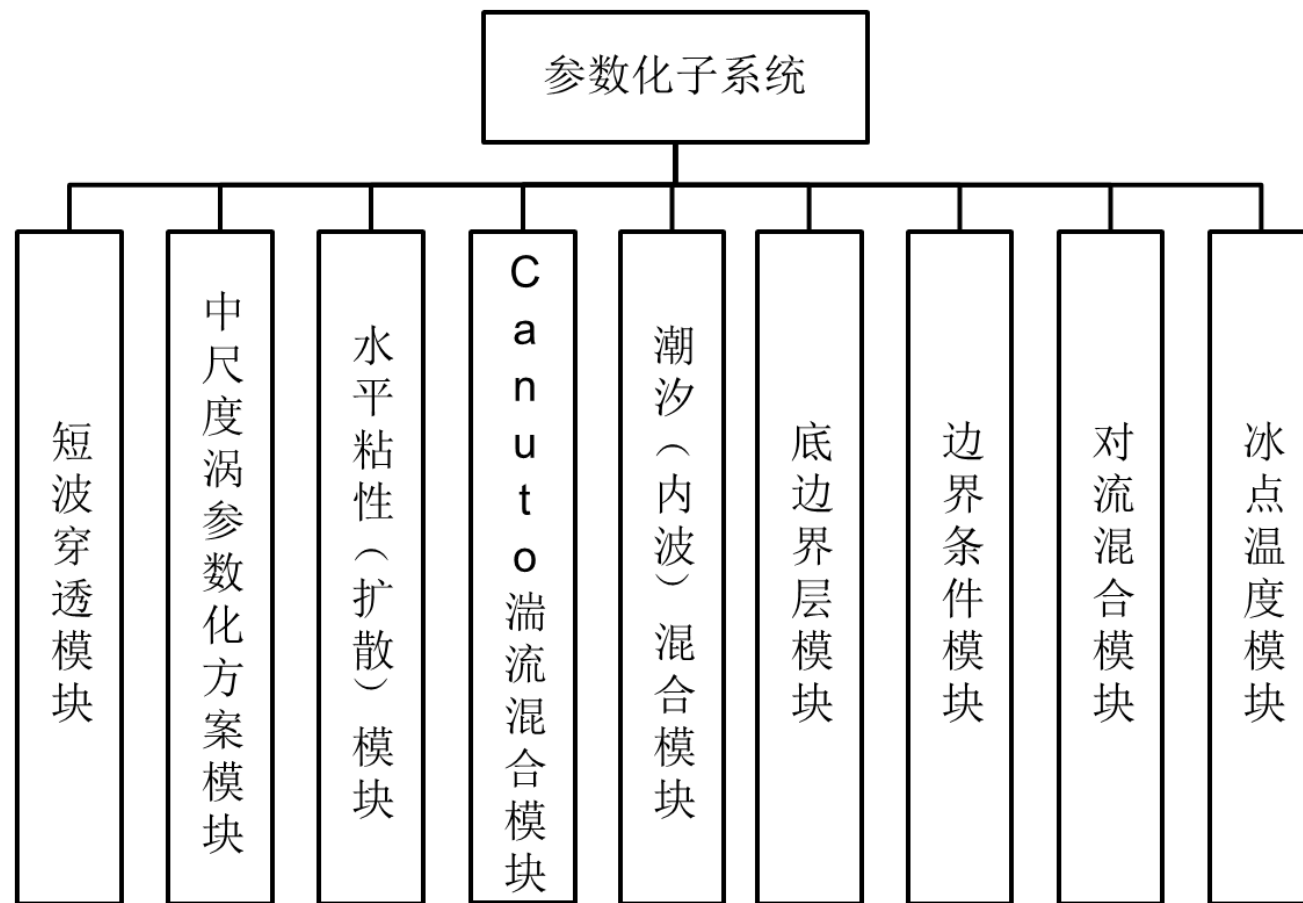 参数化子系统
短波穿透模块
中尺度涡参数化方案模块
水平粘性（扩散）模块
Canuto湍流混合模块
潮汐（内波）混合模块
底边界层模块
边界条件模块
对流混合模块
冰点温度模块